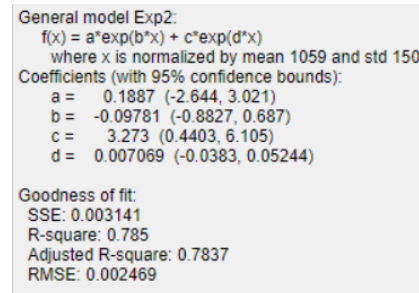 General model Exp2:
f(x) = a*exp(b*x) + c*exp(d*x)
where x is normalized by mean 1059 and std 150
Coefficients (with 95% confidence bounds):
a = 0.1887 (-2.644, 3.021)
b = -0.09781 (-0.8827, 0.687)
c = 3.273 (0.4403, 6.105)
d = 0.007069 (-0.0383, 0.05244)
Goodness of fit:
SSE: 0.003141
R-square: 0.785
Adjusted R-square: 0.7837
RMSE: 0.002469